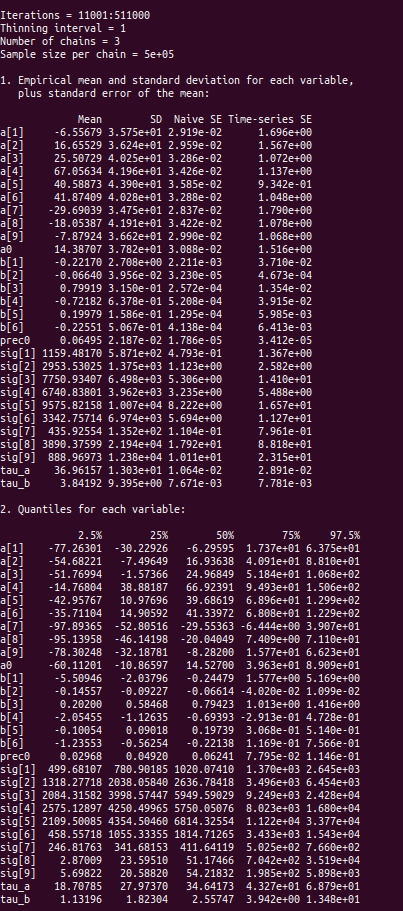 Iterations = 11001:511000
Thinning interval = 1
Number of chains = 3
Sample size per chain = 5e+05
1. Empirical mean and standard deviation for each variable,
plus standard error of the mean:
Mean SD Naive SE Time-series SE
a[1] -6.55679 3.575e+01 2.919e-02 1.696e+00
a[2] 16.65529 3.624e+01 2.959e-02 1.567e+00
a[3] 25.50729 4.025e+01 3.286e-02 1.072e+00
a[4] 67.05634 4.196e+01 3.426e-02 1.137e+00
a[5] 40.58873 4.390e+01 3.585e-02 9.342e-01
a[6] 41.87409 4.028e+01 3.288e-02 1.048e+00
a[7] -29.69039 3.475e+01 2.837e-02 1.790e+00
a[8] -18.05387 4.191e+01 3.422e-02 1.078e+00
a[9] -7.87924 3.662e+01 2.990e-02 1.068e+00
a0 14.38707 3.782e+01 3.088e-02 1.516e+00
b[1] -0.22170 2.708e+00 2.211e-03 3.710e-02
b[2] -0.06640 3.956e-02 3.230e-05 4.673e-04
b[3] 0.79919 3.150e-01 2.572e-04 1.354e-02
b[4] -0.72182 6.378e-01 5.208e-04 3.915e-02
b[5] 0.19979 1.586e-01 1.295e-04 5.985e-03
b[6] -0.22551 5.067e-01 4.138e-04 6.413e-03
prec0 0.06495 2.187e-02 1.786e-05 3.412e-05
sig[1] 1159.48170 5.871e+02 4.793e-01 1.367e+00
sig[2] 2953.53025 1.375e+03 1.123e+00 2.582e+00
sig[3] 7750.93407 6.498e+03 5.306e+00 1.410e+01
sig[4] 6740.83801 3.962e+03 3.235e+00 5.488e+00
sig[5] 9575.82158 1.007e+04 8.222e+00 1.657e+01
sig[6] 3342.75714 6.974e+03 5.694e+00 1.127e+01
sig[7] 435.92554 1.352e+02 1.104e-01 7.961e-01
sig[8] 3890.37599 2.194e+04 1.792e+01 8.818e+01
sig[9] 888.96973 1.238e+04 1.011e+01 2.315e+01
tau_a 36.96157 1.303e+01 1.064e-02 2.891e-02
tau_b 3.84192 9.395e+00 7.671e-03 7.781e-03
2. Quantiles for each variable:
2.5% 25% 50% 75% 97.5%
a[1] -77.26301 -30.22926 -6.29595 1.737e+01 6.375e+01
a[2] -54.68221 -7.49649 16.93638 4.091e+01 8.810e+01
a[3] -51.76994 -1.57366 24.96849 5.184e+01 1.068e+02
a[4] -14.76804 38.88187 66.92391 9.493e+01 1.506e+02
a[5] -42.95767 10.97696 39.68619 6.896e+01 1.299e+02
a[6] -35.71104 14.90592 41.33972 6.808e+01 1.229e+02
a[7] -97.89365 -52.80516 -29.55363 -6.444e+00 3.907e+01
a[8] -95.13958 -46.14198 -20.04049 7.409e+00 7.110e+01
a[9] -78.30248 -32.18781 -8.28200 1.577e+01 6.623e+01
a0 -60.11201 -10.86597 14.52700 3.963e+01 8.909e+01
b[1] -5.50946 -2.03796 -0.24479 1.577e+00 5.169e+00
b[2] -0.14557 -0.09227 -0.06614 -4.020e-02 1.099e-02
b[3] 0.20200 0.58468 0.79423 1.013e+00 1.416e+00
b[4] -2.05455 -1.12635 -0.69393 -2.913e-01 4.728e-01
b[5] -0.10054 0.09018 0.19739 3.068e-01 5.140e-01
b[6] -1.23553 -0.56254 -0.22138 1.169e-01 7.566e-01
prec0 0.02968 0.04920 0.06241 7.795e-02 1.146e-01
sig[1] 499.68107 780.90185 1020.07410 1.370e+03 2.645e+03
sig[2] 1318.27718 2038.05840 2636.78418 3.496e+03 6.454e+03
sig[3] 2084.31582 3998.57447 5949.59029 9.249e+03 2.428e+04
sig[4] 2575.12897 4250.49965 5750.05076 8.023e+03 1.680e+04
sig[5] 2109.50085 4354.50460 6814.32554 1.122e+04 3.377e+04
sig[6] 458.55718 1055.33355 1814.71265 3.433e+03 1.543e+04
sig[7] 246.81763 341.68153 411.64119 5.025e+02 7.660e+02
sig[8] 2.87009 23.59510 51.17466 7.042e+02 3.519e+04
sig[9] 5.69822 20.58820 54.21832 1.985e+02 5.898e+03
tau_a 18.70785 27.97370 34.64173 4.327e+01 6.879e+01
tau_b 1.13196 1.82304 2.55747 3.942e+00 1.348e+01